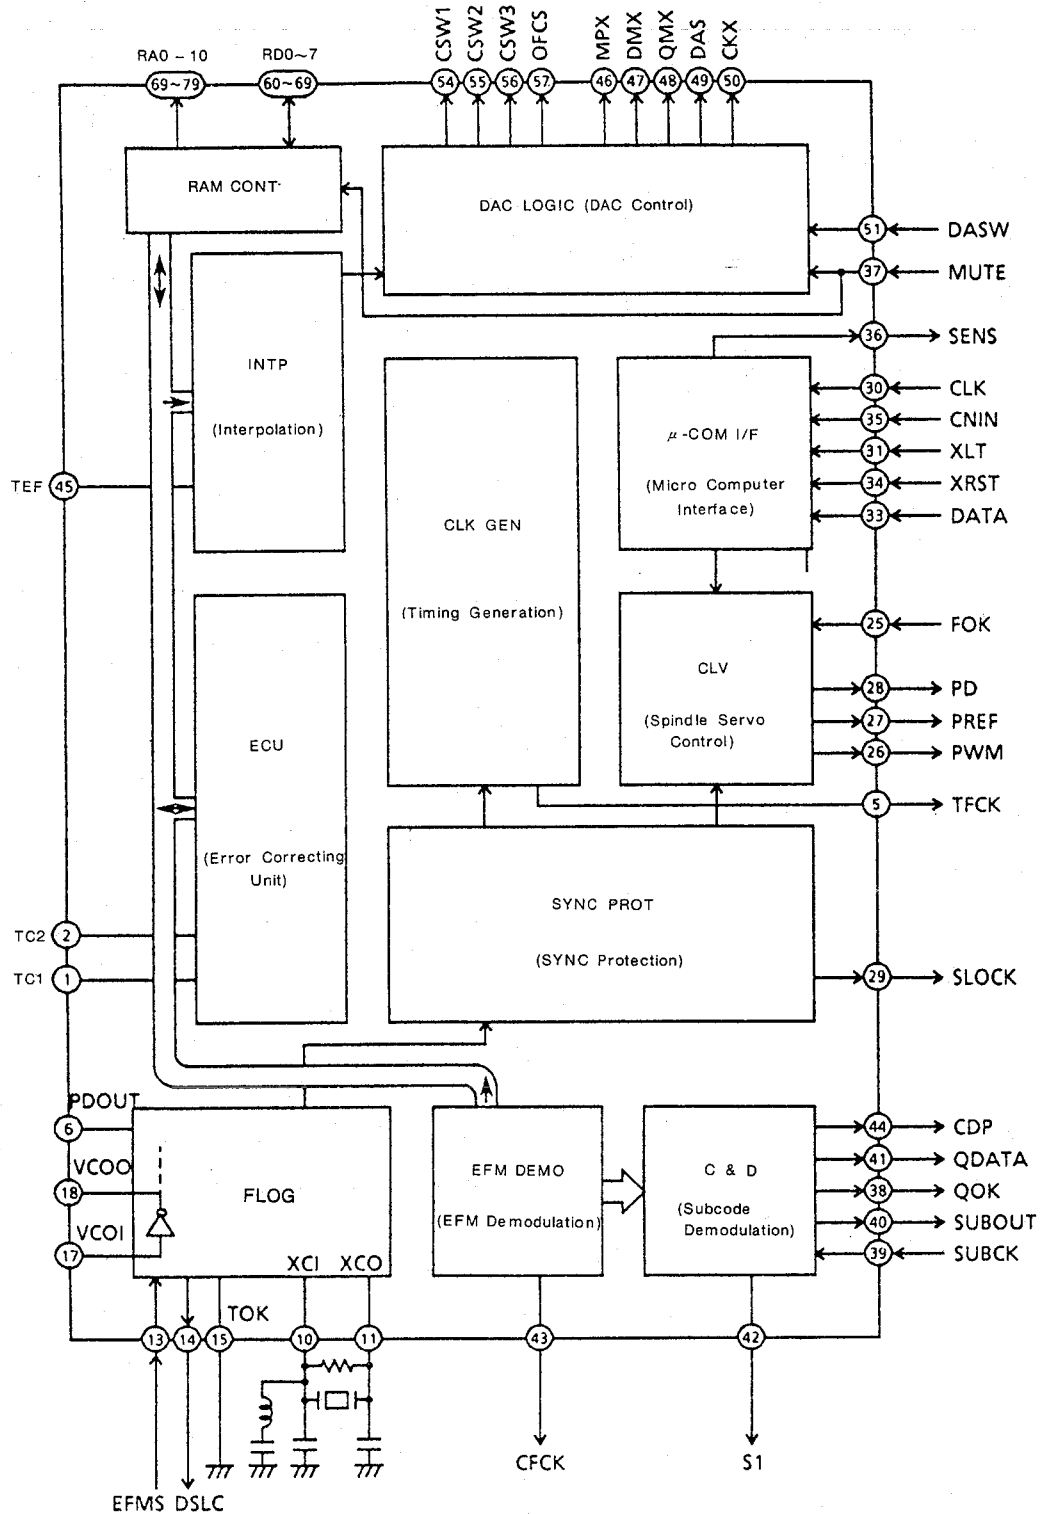 CSW1
CSW2
CSW3
OFCS
MPX
DMX
QMX
DAS
CKX
RA0 - 10
RD0~7
69~79
60~69
54
55
56
57
46
47
48
49
50
RAM CONT
DAC LOGIC (DAC Control)
51
DASW
37
MUTE
36
SENS
INTP
(Interpolation)
TEF
45
CLK GEN
(Timing Generation)
μ-COM I/F
(Micro Computer
Interface)
30
CLK
35
CNIN
31
XLT
34
XRST
33
DATA
25
FOK
CLV
(Spindle Servo
Control)
28
PD
27
PREF
26
PWM
5
TFCK
ECU
(Error Correcting
Unit)
SYNC PROT
(SYNC Protection)
TC2
2
TC1
1
29
SLOCK
PDOUT
6
VCOO
18
VCOI
17
FLOG
XCI
XCO
EFM DEMO
(EFM Demodulation)
C & D
(Subcode
Demodulation)
44
CDP
41
QDATA
38
QOK
40
SUBOUT
39
SUBCK
TOK
13
14
15
10
11
43
42
CFCK
S1
EFMS
DSLC